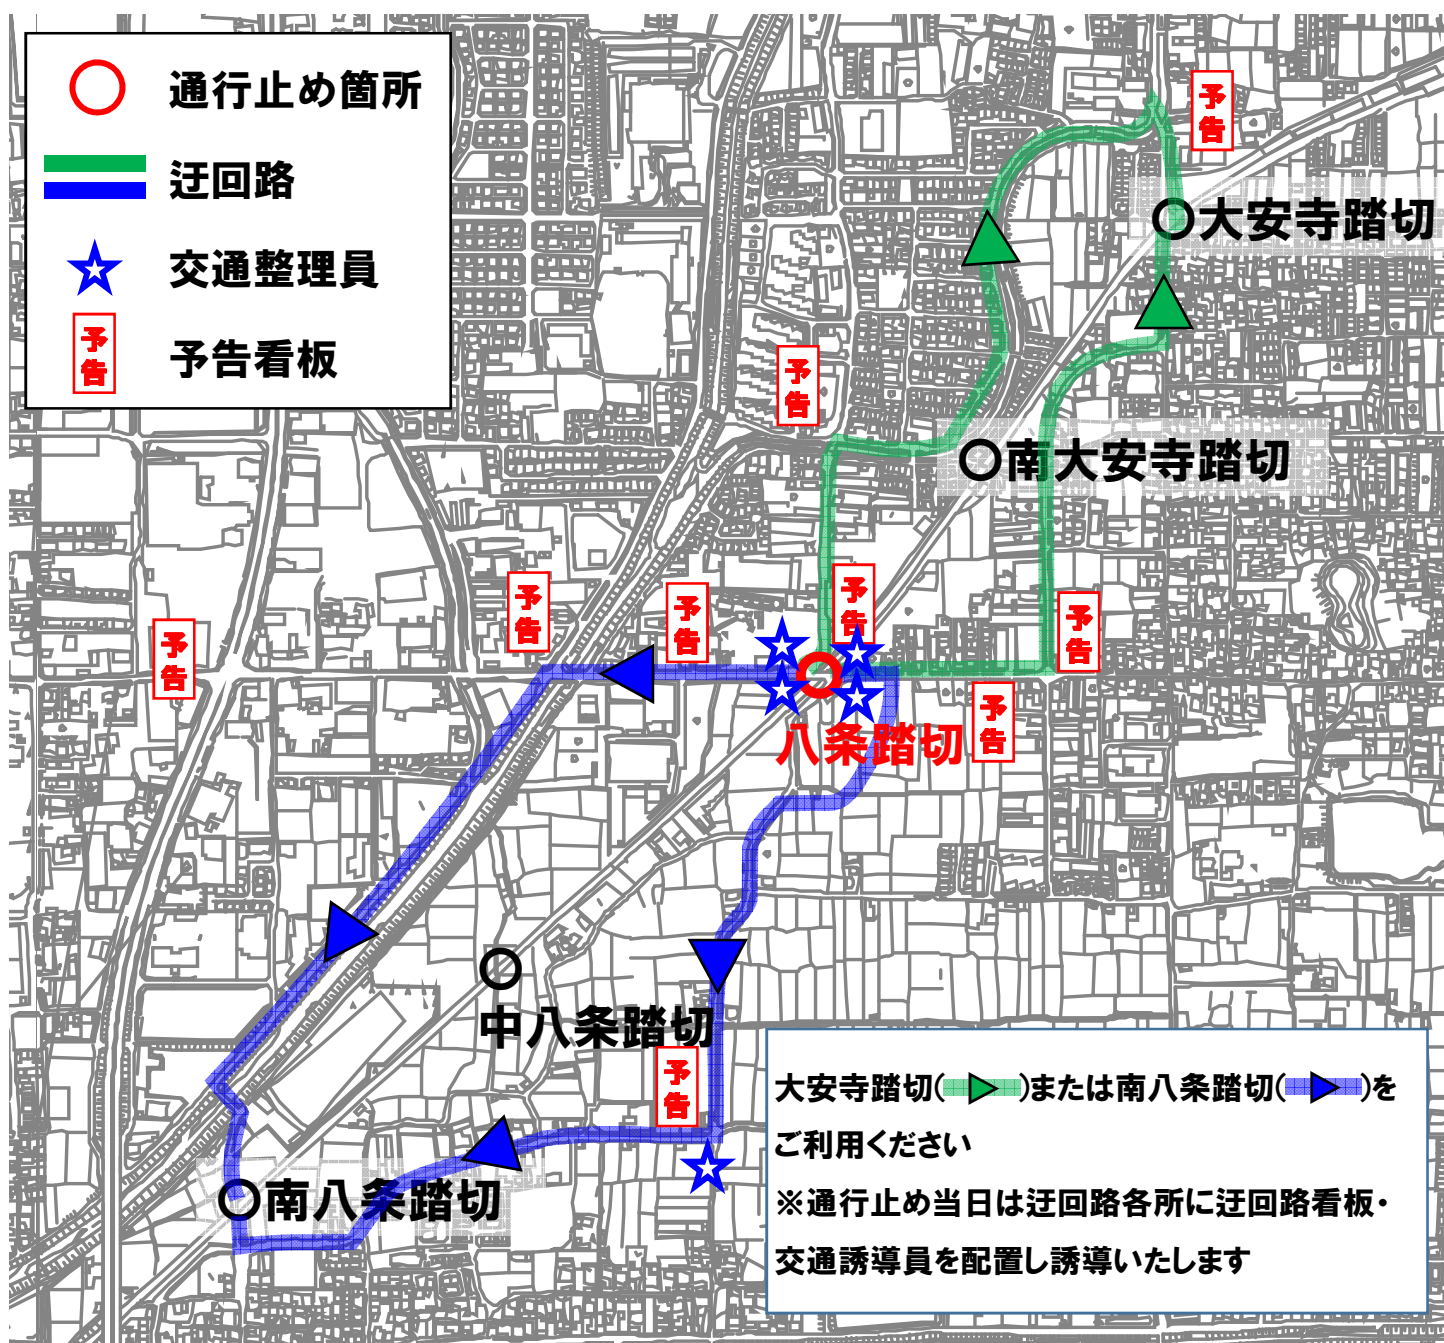 通行止め箇所
迂回路
交通整理員
予告
予告看板
予告
大安寺踏切
予告
南大安寺踏切
予告
予告
予告
予告
予告
予告
八条踏切
中八条踏切
予告
南八条踏切
大安寺踏切( )または南八条踏切( )を
ご利用ください
※通行止め当日は迂回路各所に迂回路看板・
交通誘導員を配置し誘導いたします